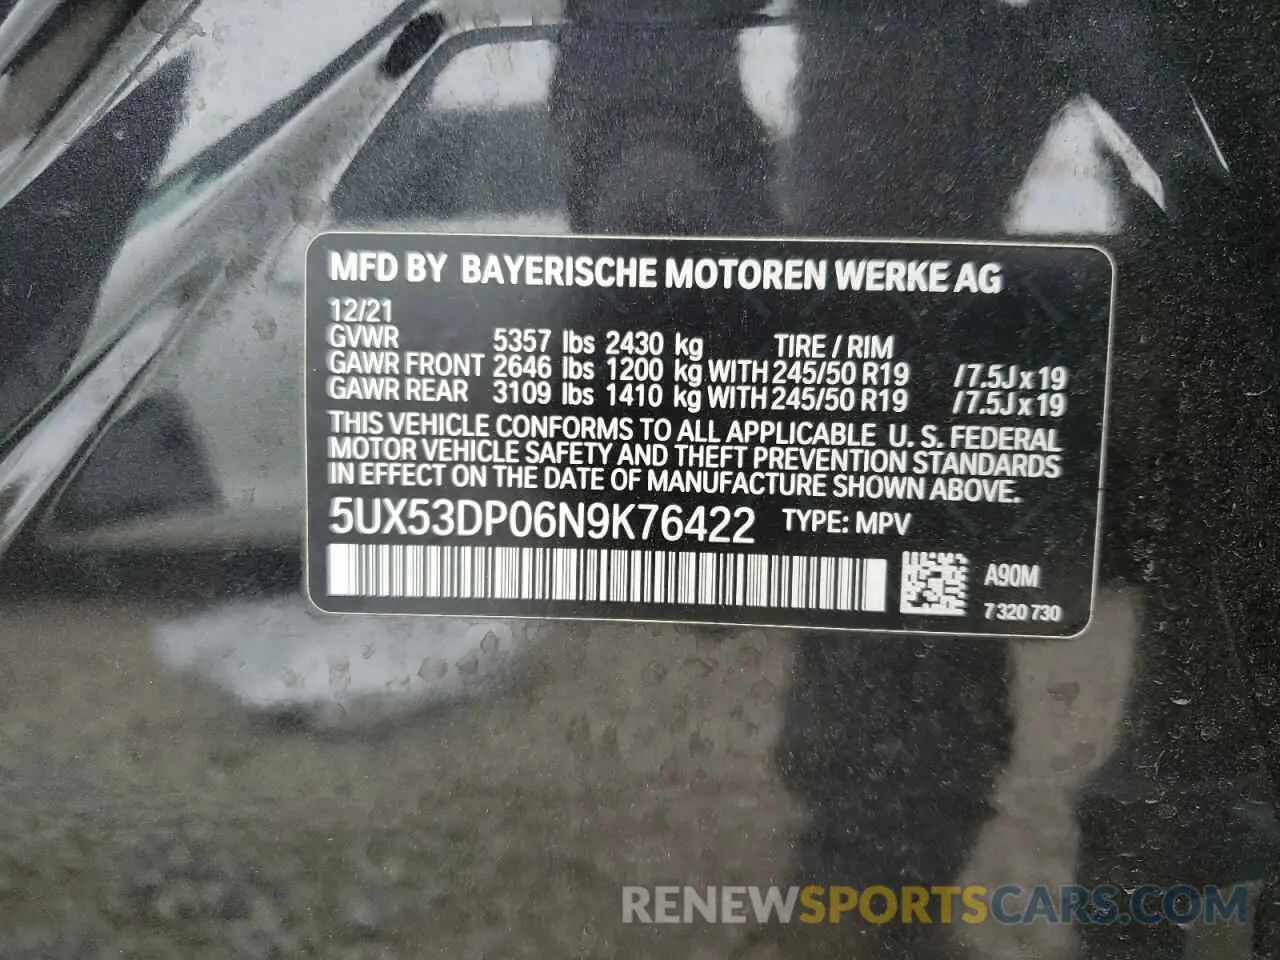 MFD BY BAYERISCHE MOTOREN WERKE AG
12/21
GVWR 5357 lbs 2430 kg TIRE / RIM
GAWR FRONT 2646 lbs 1200 kg WITH 245/50 R19 /7.5J x 19
GAWR REAR 3109 lbs 1410 kg WITH 245/50 R19 /7.5J x 19
THIS VEHICLE CONFORMS TO ALL APPLICABLE U. S. FEDERAL
MOTOR VEHICLE SAFETY AND THEFT PREVENTION STANDARDS
IN EFFECT ON THE DATE OF MANUFACTURE SHOWN ABOVE.
5UX53DP06N9K76422 TYPE: MPV
A90M
7 320 730
RENEWSPORTSCARS.COM